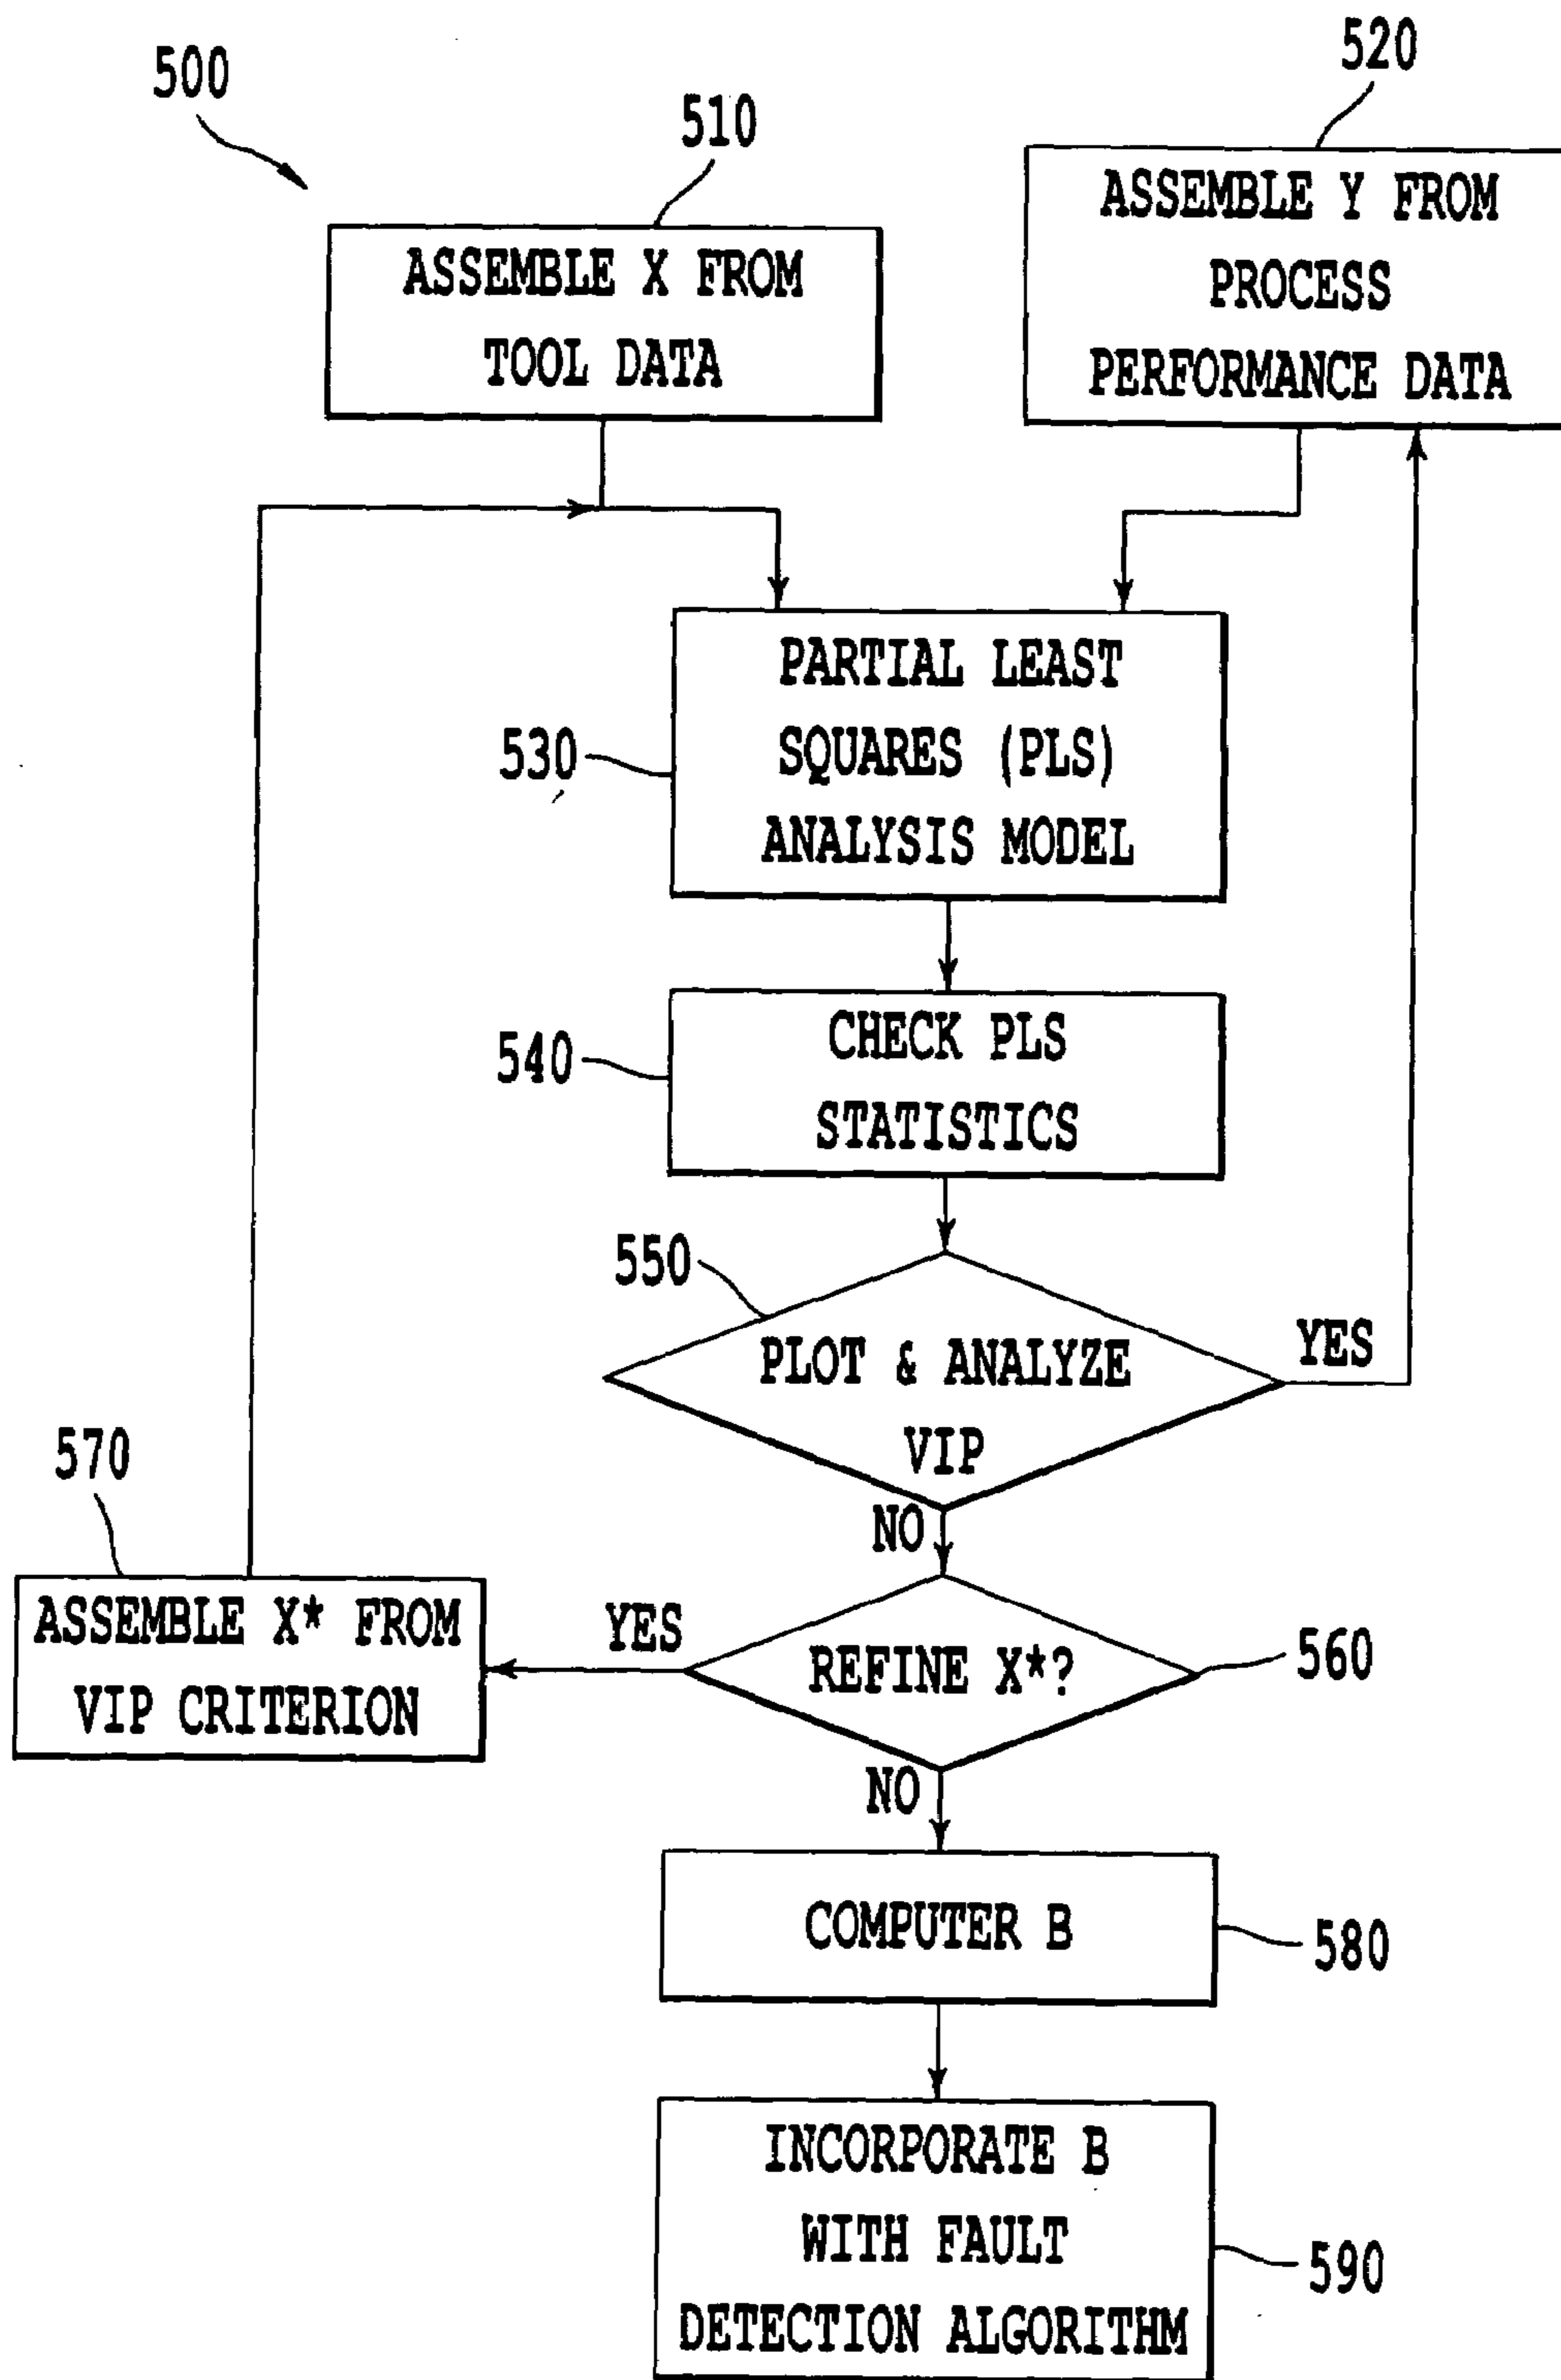 500
510
520
ASSEMBLE X FROM
TOOL DATA
ASSEMBLE Y FROM
PROCESS
PERFORMANCE DATA
530
PARTIAL LEAST
SQUARES (PLS)
ANALYSIS MODEL
540
CHECK PLS
STATISTICS
550
PLOT & ANALYZE
VIP
YES
NO
570
ASSEMBLE X* FROM
VIP CRITERION
YES
REFINE X*?
560
NO
COMPUTER B
580
INCORPORATE B
WITH FAULT
DETECTION ALGORITHM
590